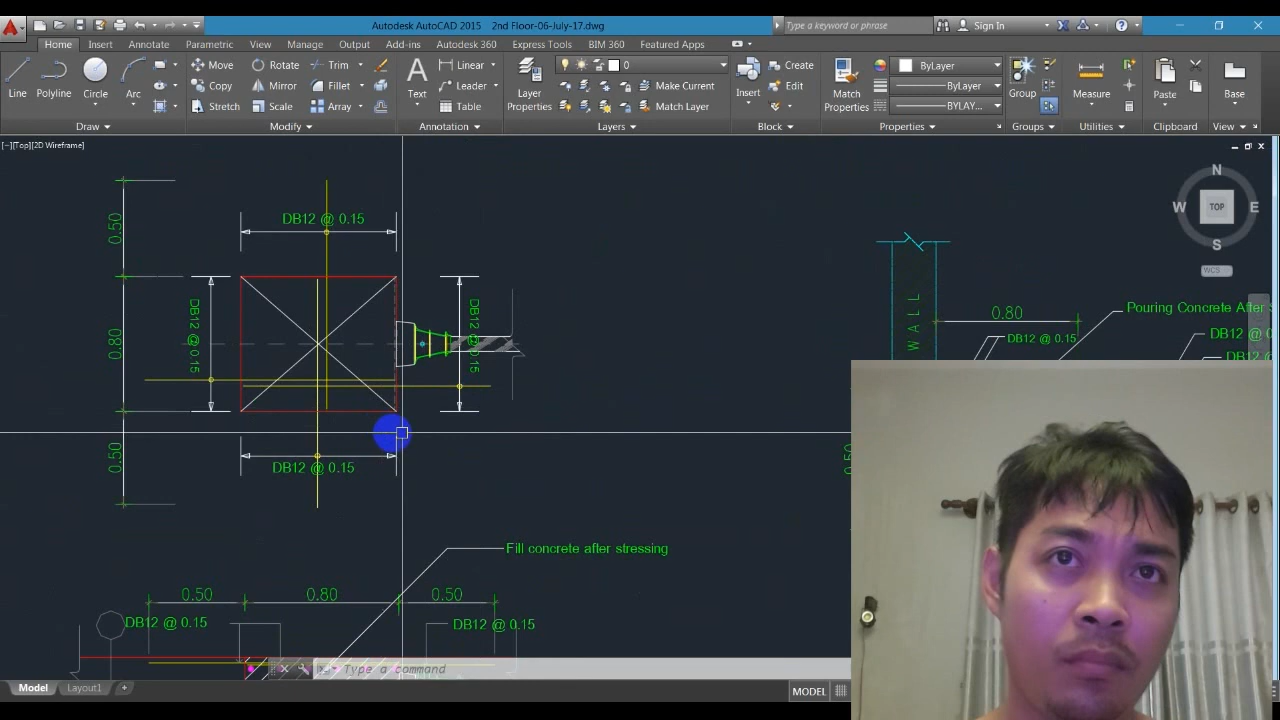 Autodesk AutoCAD 2015 2nd Floor-06-July-17.dwg
Type a keyword or phrase
Sign In
Home Insert Annotate Parametric View Manage Output Add-ins Autodesk 360 Express Tools BIM 360 Featured Apps
Line Polyline Circle Arc
Move Rotate Trim
Copy Mirror Fillet
Stretch Scale Array
Text
Linear
Leader
Table
Layer Properties
0
Make Current
Match Layer
Insert
Create
Edit
Match Properties
ByLayer
ByLayer
BYLAY...
Group
Measure
Paste
Base
Draw Modify Annotation Layers Block Properties Groups Utilities Clipboard View
[−][Top][2D Wireframe]
N
W TOP E
S
WCS
0.50
DB12 @ 0.15
0.80
DB12 @ 0.15
DB12 @ 0.15
0.50
DB12 @ 0.15
WALL
0.80
DB12 @ 0.15
Pouring Concrete After S
DB12 @ 0
DB12
0.50
Fill concrete after stressing
0.50 0.80 0.50
DB12 @ 0.15 DB12 @ 0.15
Type a command
Model Layout1 +
MODEL